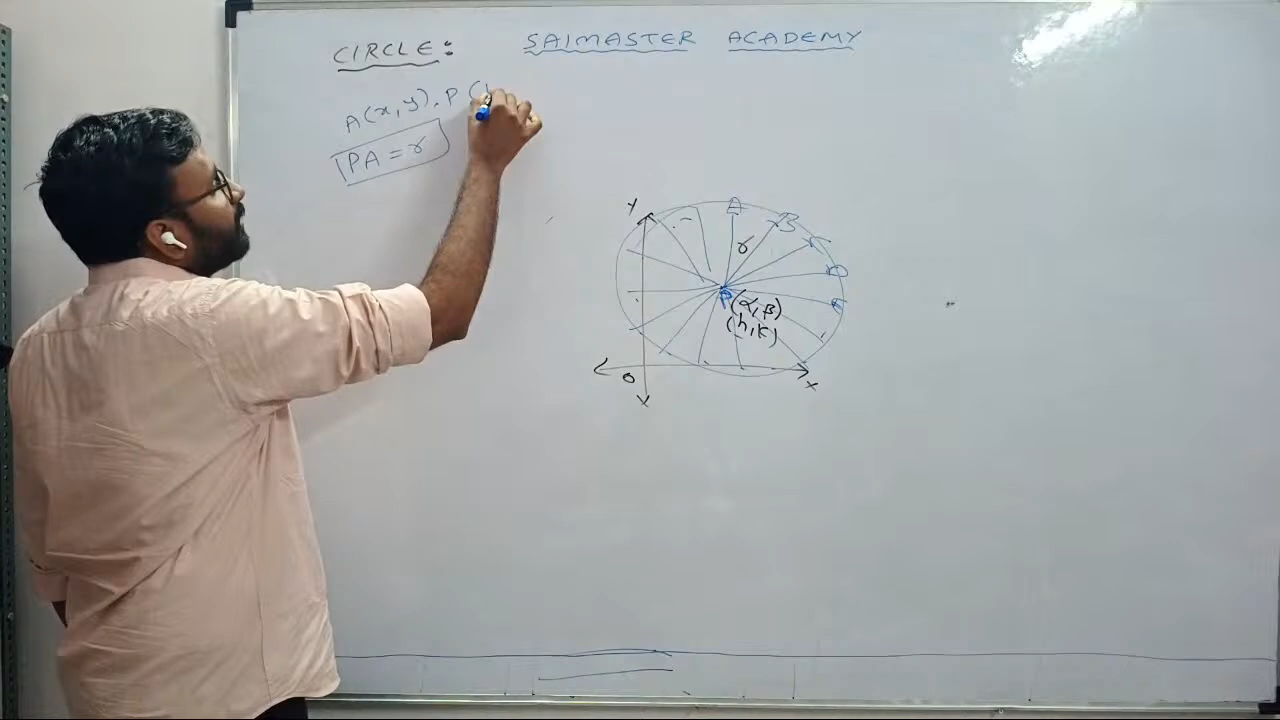 CIRCLE: SAIMASTER ACADEMY
A(x,y), P (
PA = r
Y
A
B
C
D
r
P(α,β)
(h,k)
O
X